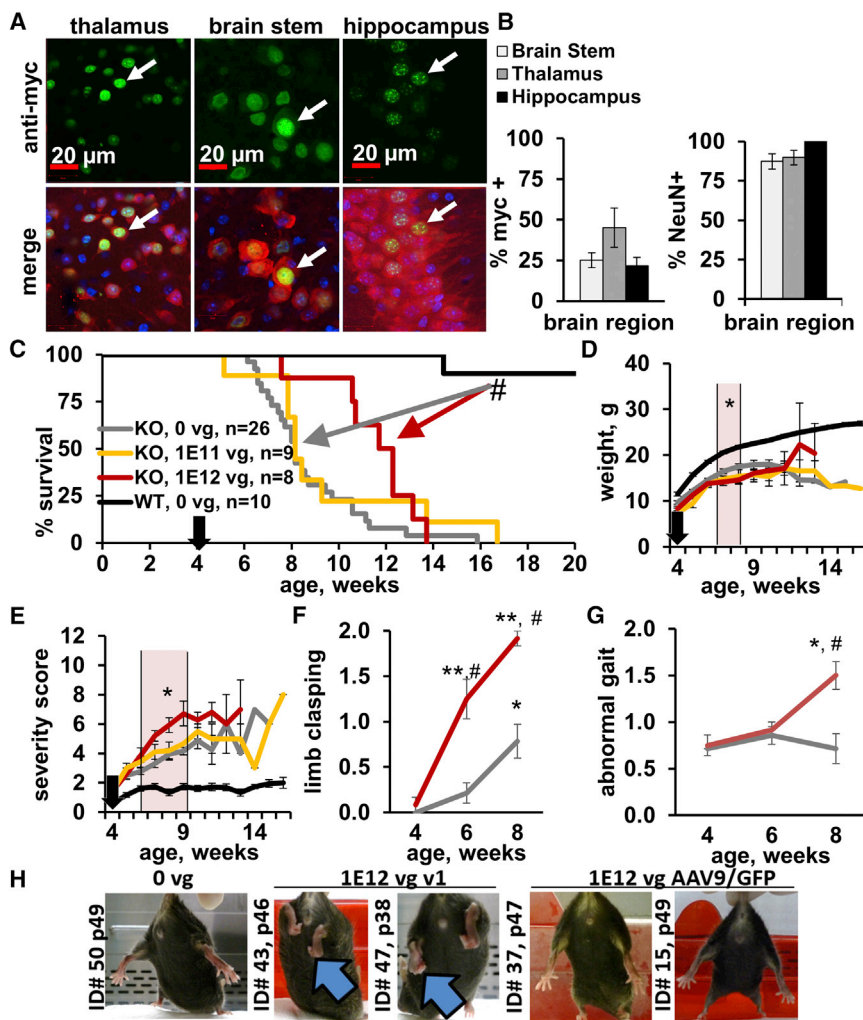 A
thalamus brain stem hippocampus
anti-myc
20 µm 20 µm 20 µm
merge
B
Brain Stem
Thalamus
Hippocampus
% myc +
100
75
50
25
0
brain region
% NeuN+
100
75
50
25
0
brain region
C
% survival
100
75
50
25
0
#
KO, 0 vg, n=26
KO, 1E11 vg, n=9
KO, 1E12 vg, n=8
WT, 0 vg, n=10
0 2 4 6 8 10 12 14 16 18 20
age, weeks
D
weight, g
40
30
20
10
0
*
4 9 14
age, weeks
E
severity score
12
10
8
6
4
2
0
*
4 9 14
age, weeks
F
limb clasping
2.0
1.5
1.0
0.5
0.0
**, #
**,#
*
4 6 8
age, weeks
G
abnormal gait
2.0
1.5
1.0
0.5
0.0
*, #
4 6 8
age, weeks
H
0 vg 1E12 vg v1 1E12 vg AAV9/GFP
ID# 50 p49
ID# 43, p46
ID# 47, p38
ID# 37, p47
ID# 15, p49